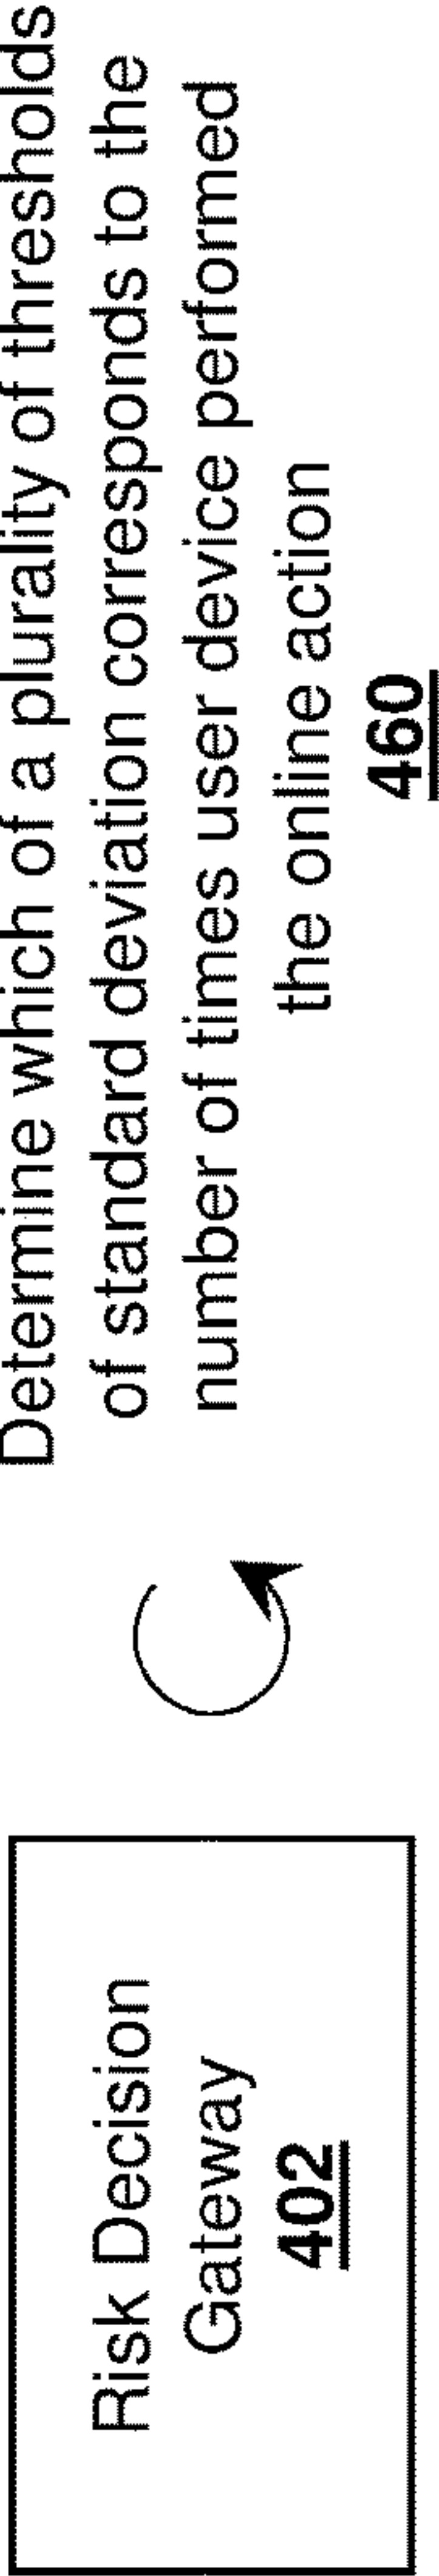 Risk Decision
Gateway
402
Determine which of a plurality of thresholds
of standard deviation corresponds to the
number of times user device performed
the online action
460